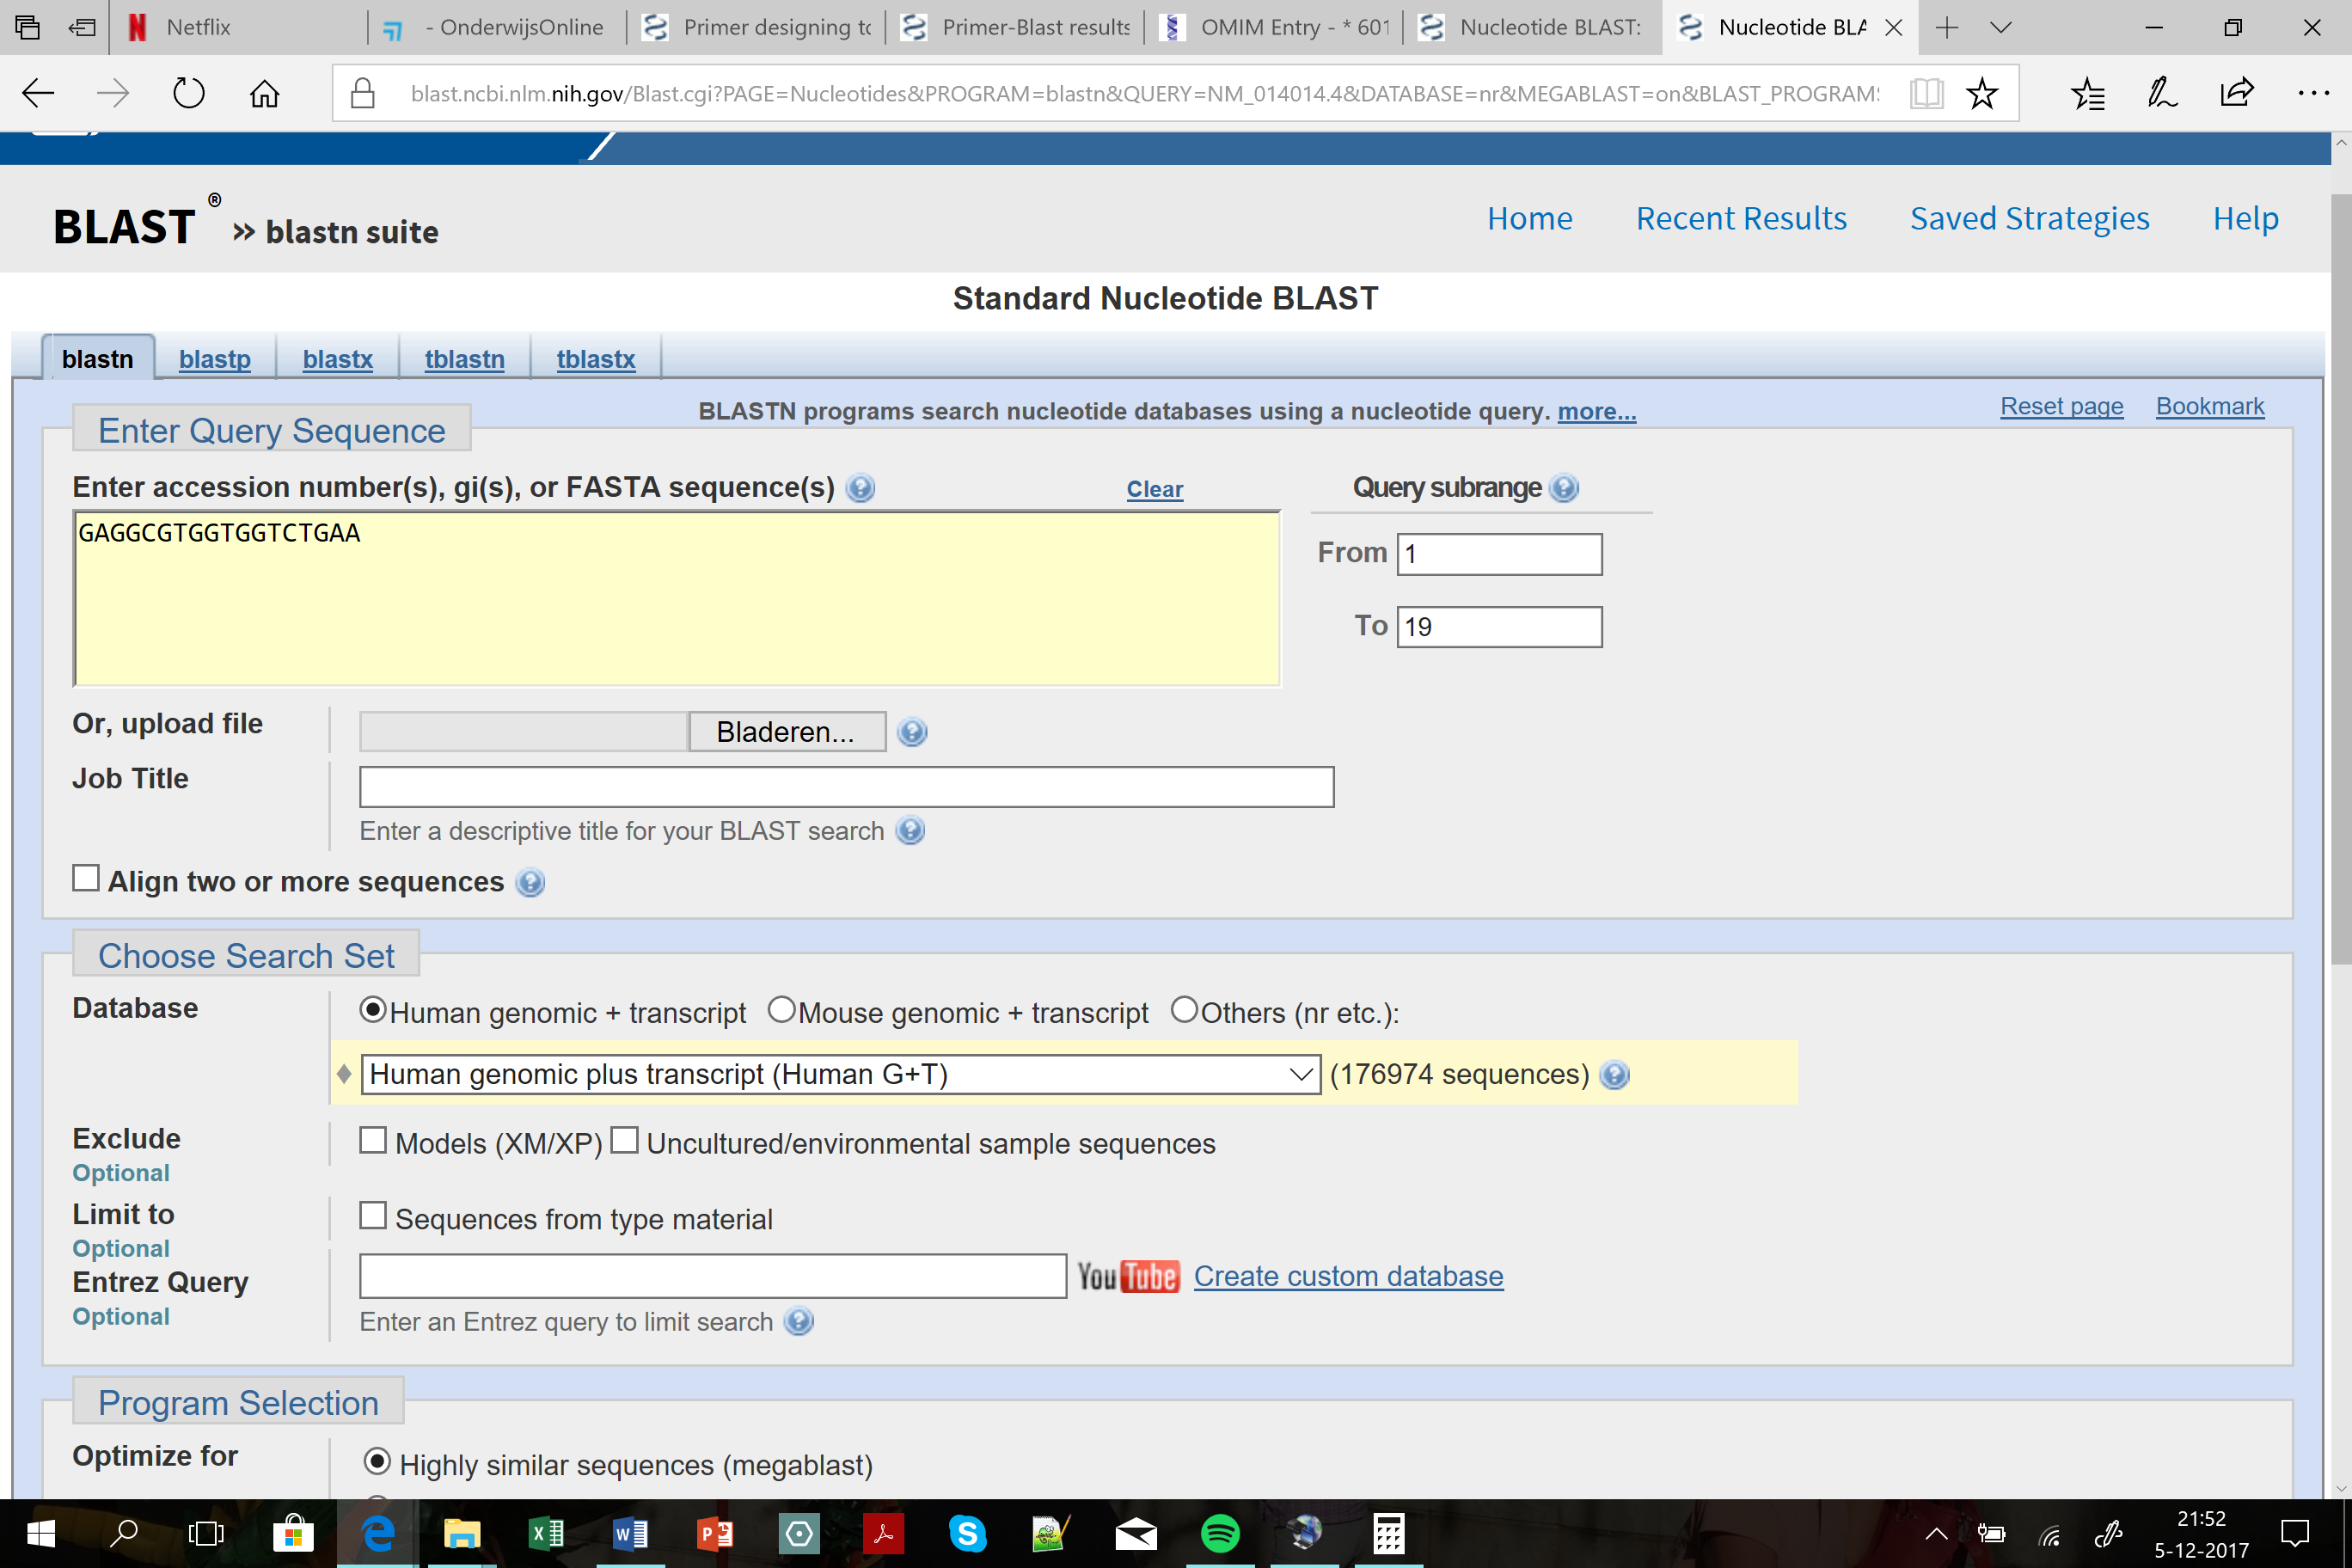 Netflix
- OnderwijsOnline
Primer designing to
Primer-Blast results
OMIM Entry - * 601
Nucleotide BLAST:
Nucleotide BLA
blast.ncbi.nlm.nih.gov/Blast.cgi?PAGE=Nucleotides&PROGRAM=blastn&QUERY=NM_014014.4&DATABASE=nr&MEGABLAST=on&BLAST_PROGRAMS
BLAST ® » blastn suite
Home Recent Results Saved Strategies Help
Standard Nucleotide BLAST
blastn blastp blastx tblastn tblastx
BLASTN programs search nucleotide databases using a nucleotide query. more...
Reset page Bookmark
Enter Query Sequence
Enter accession number(s), gi(s), or FASTA sequence(s) Clear Query subrange
GAGGCGTGGTGGTCTGAA
From 1
To 19
Or, upload file Bladeren...
Job Title
Enter a descriptive title for your BLAST search
Align two or more sequences
Choose Search Set
Database Human genomic + transcript Mouse genomic + transcript Others (nr etc.):
Human genomic plus transcript (Human G+T) (176974 sequences)
Exclude Models (XM/XP) Uncultured/environmental sample sequences
Optional
Limit to Sequences from type material
Optional
Entrez Query YouTube Create custom database
Optional Enter an Entrez query to limit search
Program Selection
Optimize for Highly similar sequences (megablast)
21:52
5-12-2017